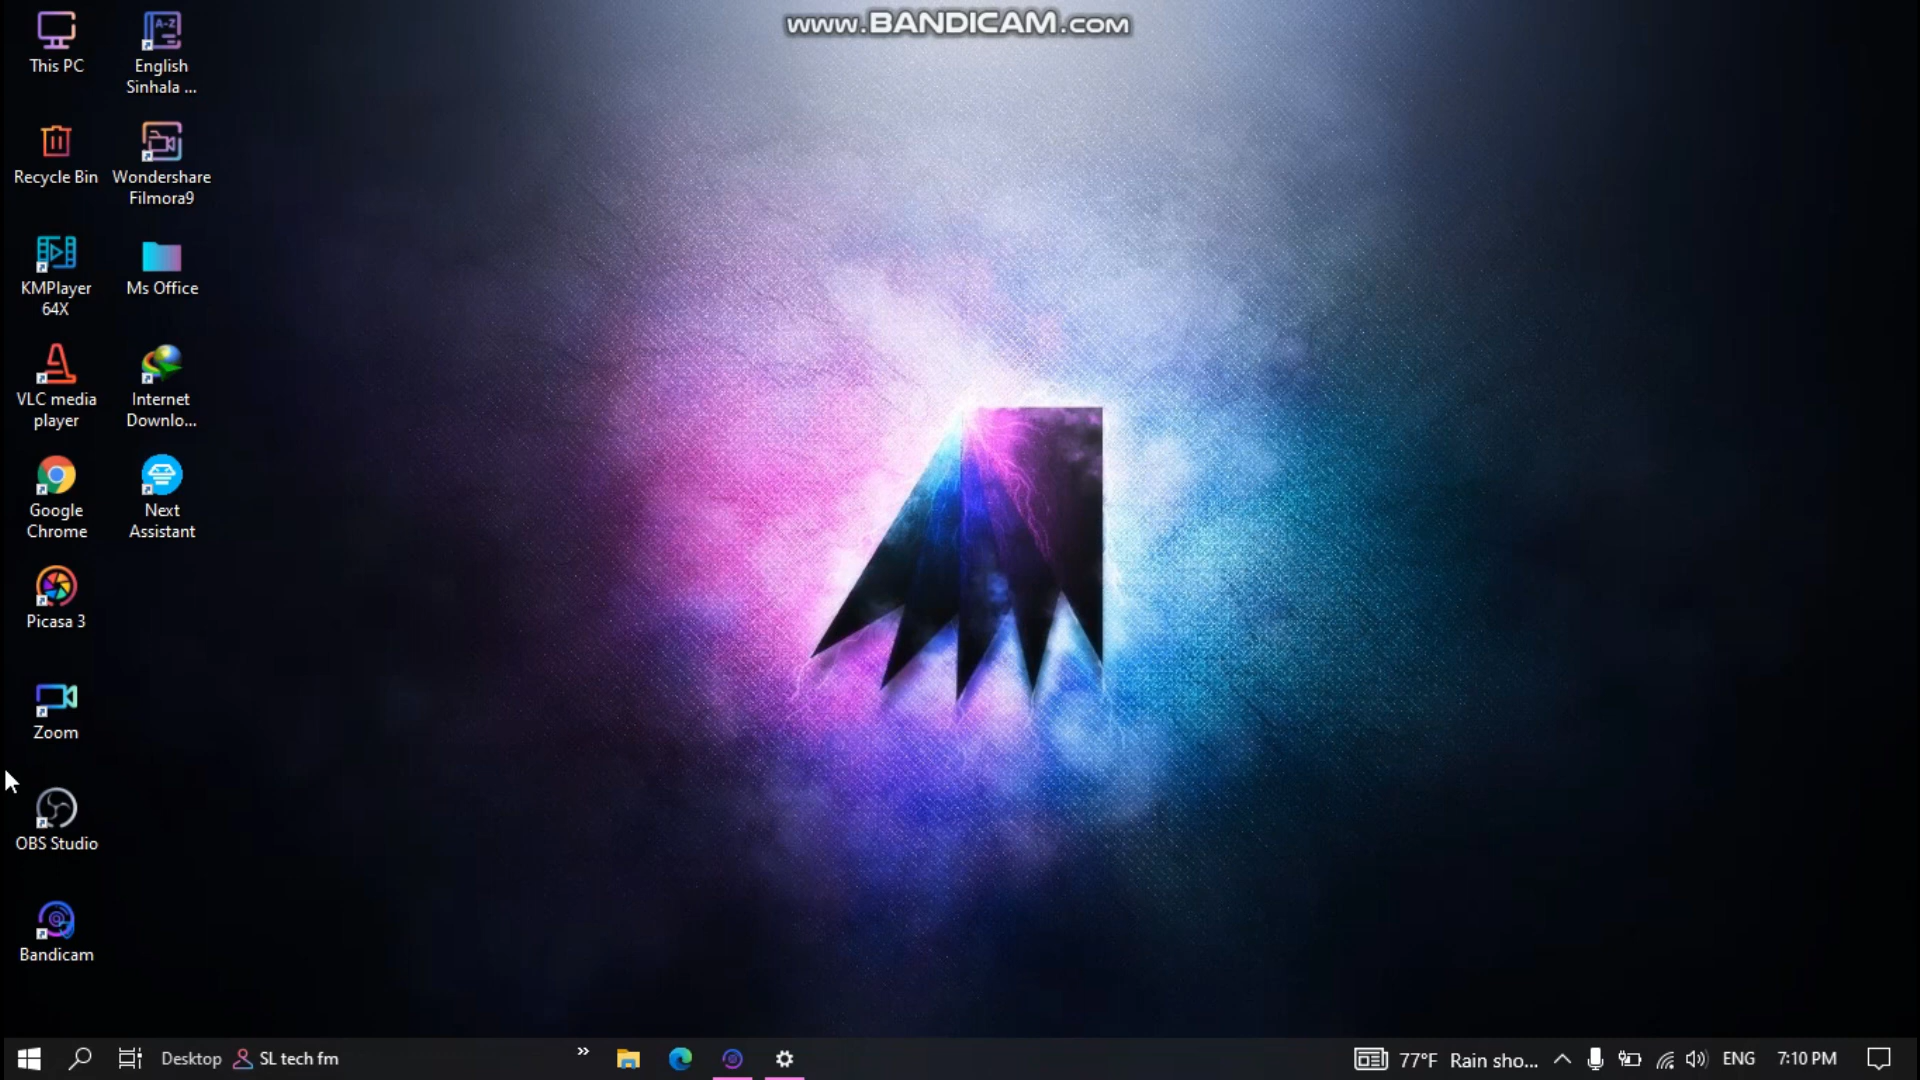 www.BANDICAM.com
This PC
English
Sinhala ...
Recycle Bin
Wondershare
Filmora9
KMPlayer
64X
Ms Office
VLC media
player
Internet
Downlo...
Google
Chrome
Next
Assistant
Picasa 3
Zoom
OBS Studio
Bandicam
Desktop
SL tech fm
77°F Rain sho...
ENG
7:10 PM